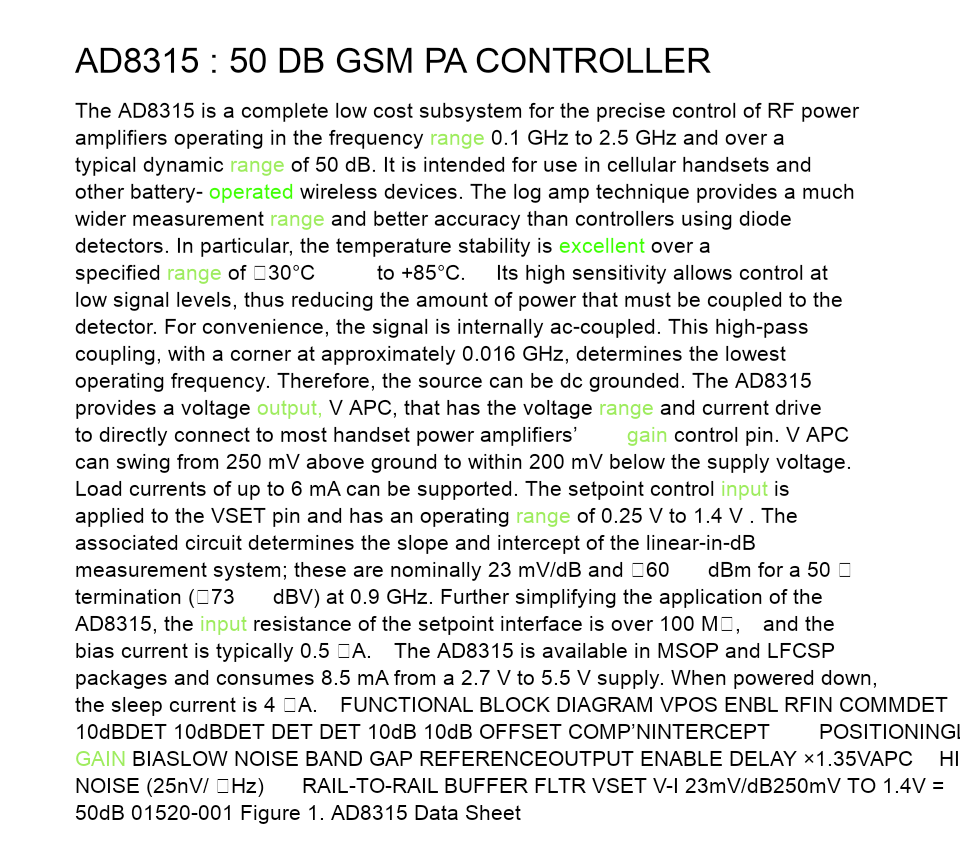 AD8315 : 50 DB GSM PA CONTROLLER
The AD8315 is a complete low cost subsystem for the precise control of RF power
amplifiers operating in the frequency range 0.1 GHz to 2.5 GHz and over a
typical dynamic range of 50 dB. It is intended for use in cellular handsets and
other battery- operated wireless devices. The log amp technique provides a much
wider measurement range and better accuracy than controllers using diode
detectors. In particular, the temperature stability is excellent over a
specified range of □30°C to +85°C. Its high sensitivity allows control at
low signal levels, thus reducing the amount of power that must be coupled to the
detector. For convenience, the signal is internally ac-coupled. This high-pass
coupling, with a corner at approximately 0.016 GHz, determines the lowest
operating frequency. Therefore, the source can be dc grounded. The AD8315
provides a voltage output, V APC, that has the voltage range and current drive
to directly connect to most handset power amplifiers’ gain control pin. V APC
can swing from 250 mV above ground to within 200 mV below the supply voltage.
Load currents of up to 6 mA can be supported. The setpoint control input is
applied to the VSET pin and has an operating range of 0.25 V to 1.4 V . The
associated circuit determines the slope and intercept of the linear-in-dB
measurement system; these are nominally 23 mV/dB and □60 dBm for a 50 □
termination (□73 dBV) at 0.9 GHz. Further simplifying the application of the
AD8315, the input resistance of the setpoint interface is over 100 M□, and the
bias current is typically 0.5 □A. The AD8315 is available in MSOP and LFCSP
packages and consumes 8.5 mA from a 2.7 V to 5.5 V supply. When powered down,
the sleep current is 4 □A. FUNCTIONAL BLOCK DIAGRAM VPOS ENBL RFIN COMMDET
10dBDET 10dBDET DET DET 10dB 10dB OFFSET COMP’NINTERCEPT POSITIONINGL
GAIN BIASLOW NOISE BAND GAP REFERENCEOUTPUT ENABLE DELAY ×1.35VAPC HI
NOISE (25nV/ □Hz) RAIL-TO-RAIL BUFFER FLTR VSET V-I 23mV/dB250mV TO 1.4V =
50dB 01520-001 Figure 1. AD8315 Data Sheet